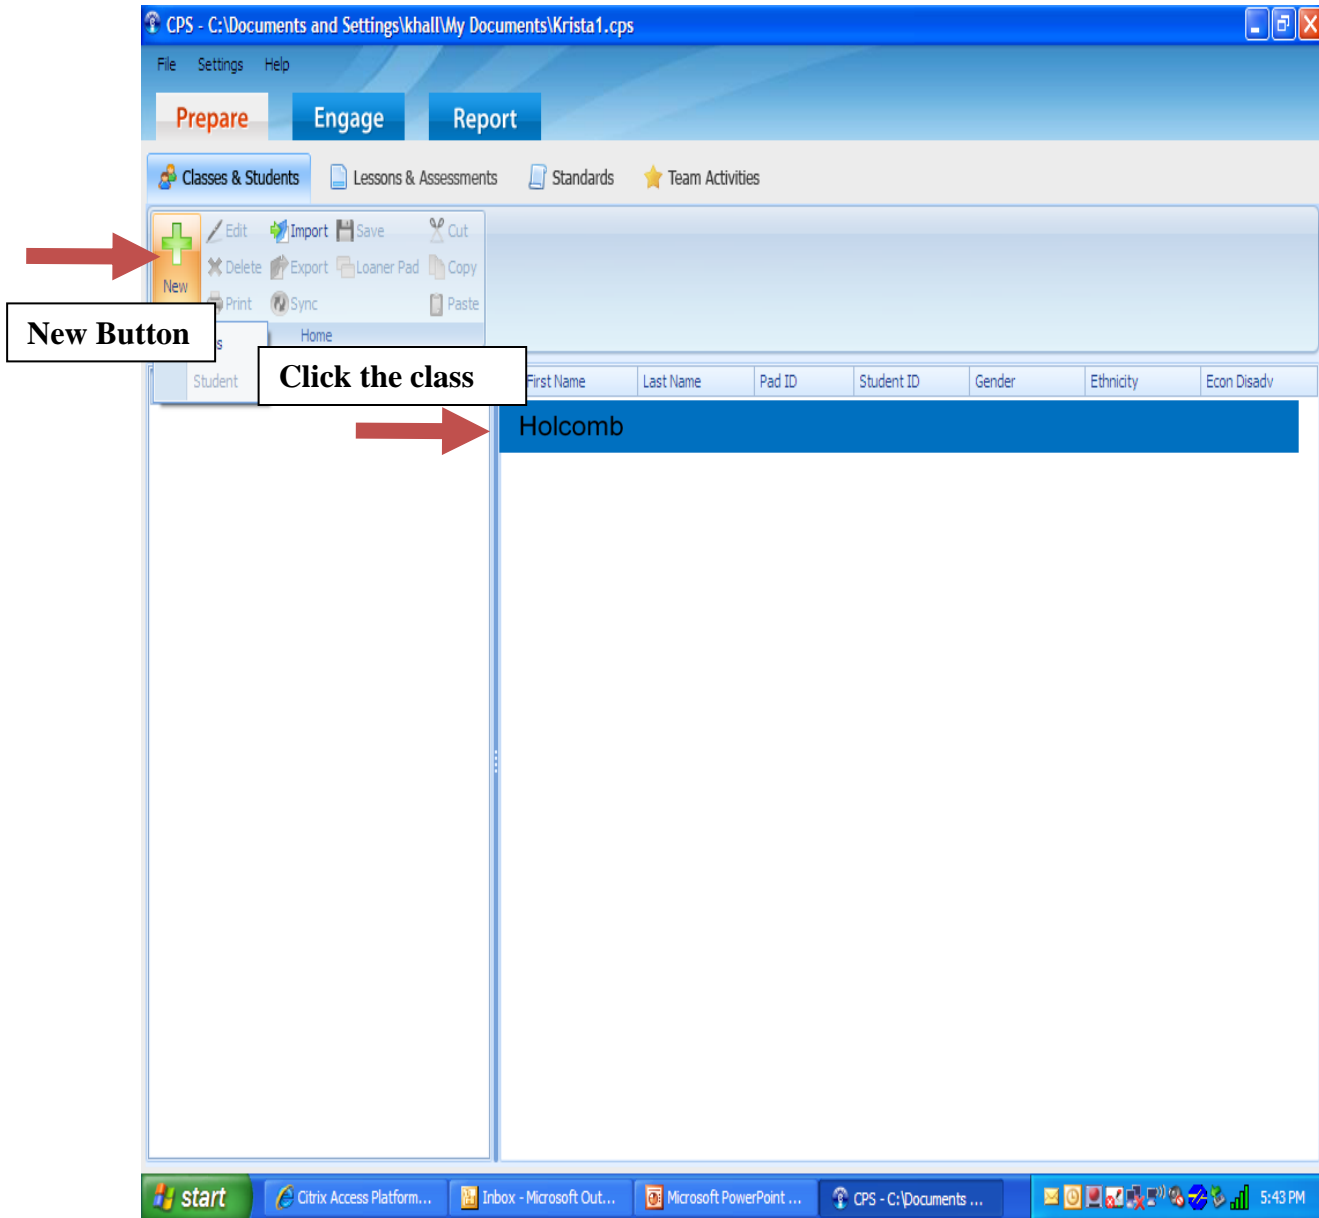 CPS - C:\Documents and Settings\khall\My Documents\Krista1.cps
File Settings Help
Prepare Engage Report
Classes & Students Lessons & Assessments Standards Team Activities
Edit Import Save Cut
Delete Export Loaner Pad Copy
New
Print Sync Paste
Home
New Button
s
Student
Click the class
First Name Last Name Pad ID Student ID Gender Ethnicity Econ Disadv
Holcomb
start Citrix Access Platform... Inbox - Microsoft Out... Microsoft PowerPoint ... CPS - C:\Documents ... 5:43 PM